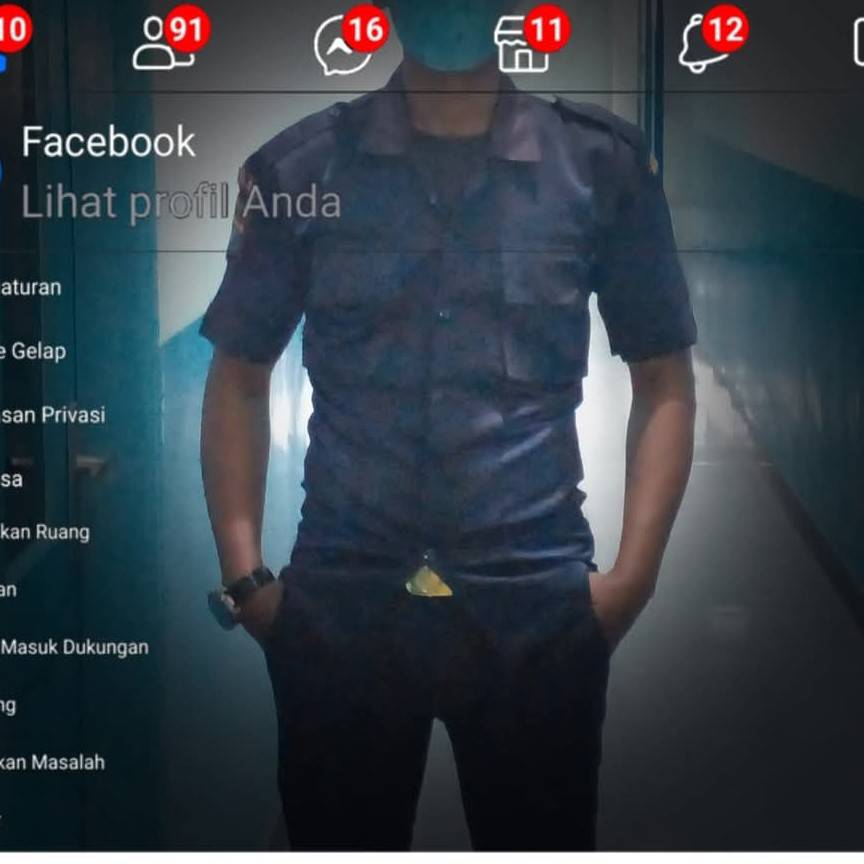 10 91 16 11 12
Facebook
Lihat profil Anda
aturan
e Gelap
san Privasi
sa
kan Ruang
an
Masuk Dukungan
ng
kan Masalah